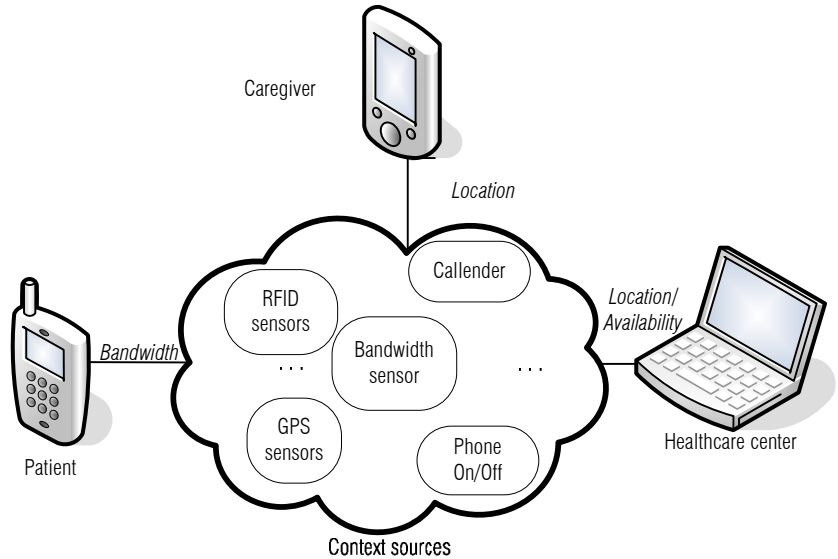 Caregiver
Location
Callender
RFID
sensors
Location/
Availability
Bandwidth
Bandwidth
sensor
. . .
. . .
GPS
sensors
Phone
On/Off
Patient
Healthcare center
Context sources